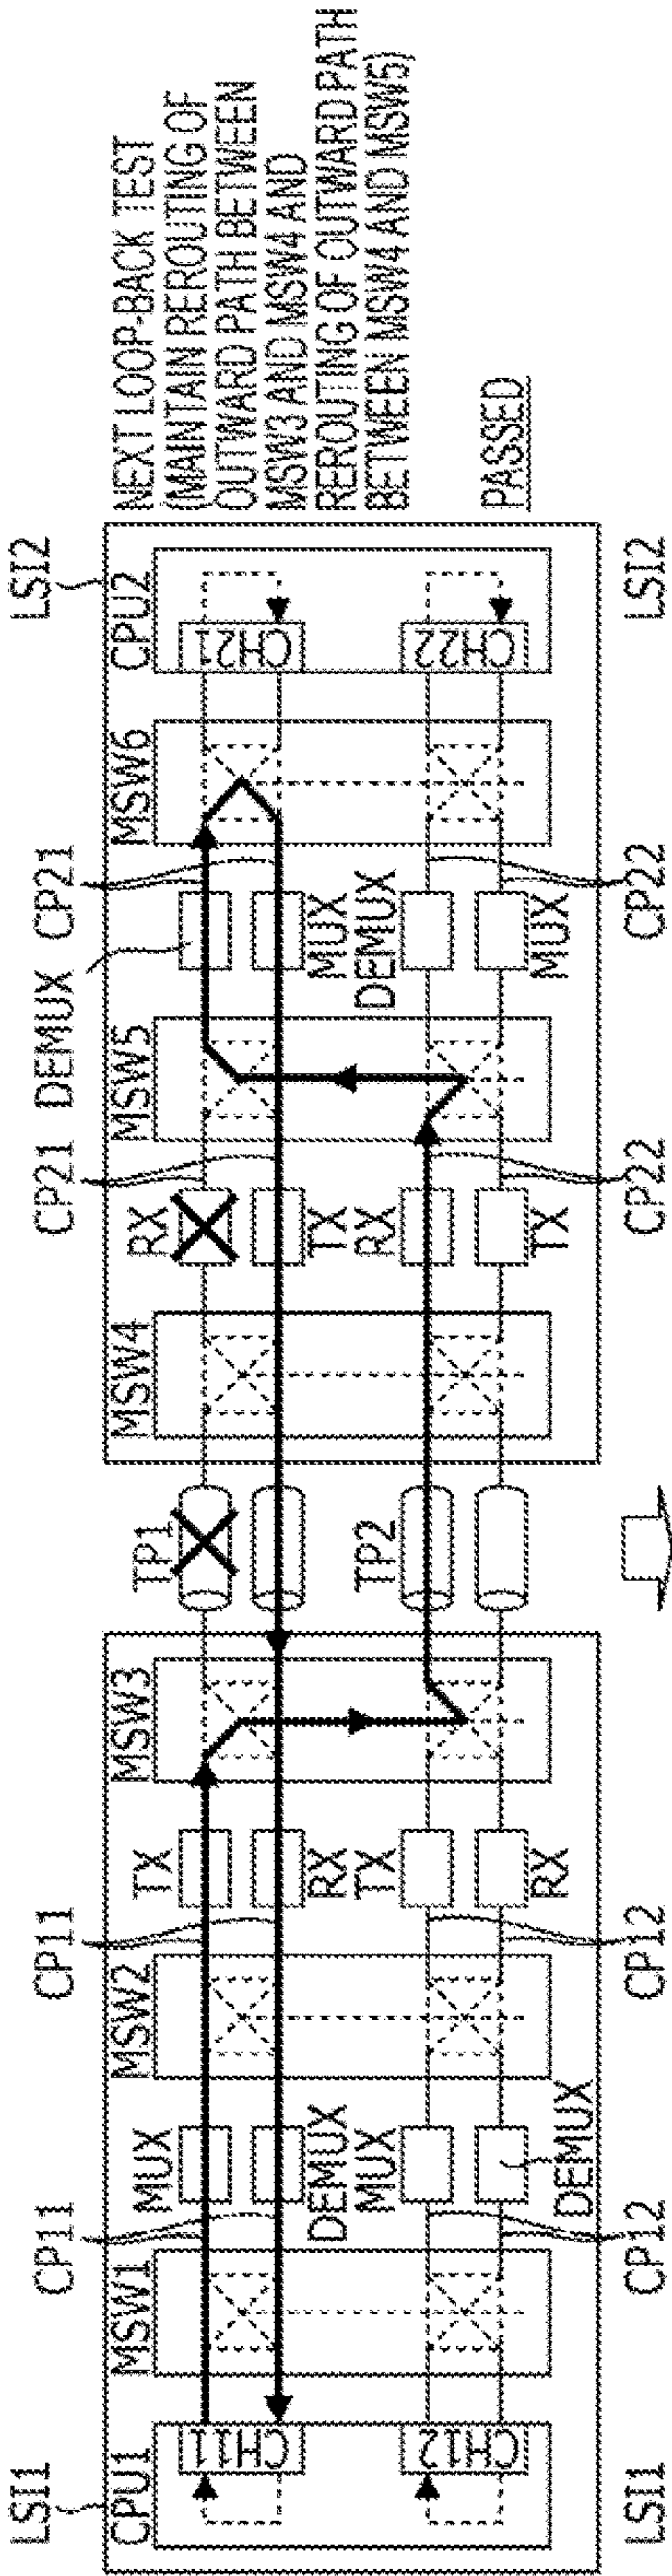 NEXT LOOP-BACK TEST
(MAINTAIN REROUTING OF
OUTWARD PATH BETWEEN
MSW3 AND MSW4 AND
REROUTING OF OUTWARD PATH
BETWEEN MSW4 AND MSW5)
PASSED
LSI1
LSI2
CP11
CP11
CP21
CP21
DEMUX
CPU1
MSW1
MUX
MSW2
TX
MSW3
TP1
MSW4
RX
MSW5
MSW6
CPU2
CH11
CH21
DEMUX
RX
TX
MUX
MUX
TX
TP2
RX
DEMUX
CH12
CH22
DEMUX
RX
TX
MUX
CP12
CP12
CP22
CP22
LSI1
LSI2